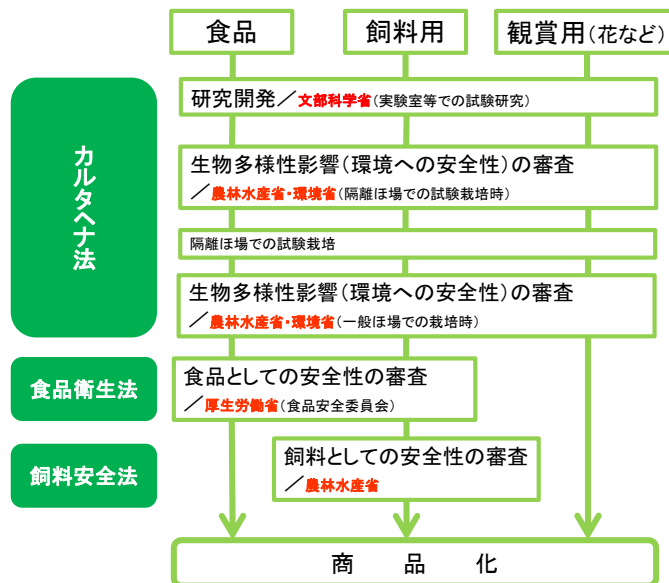 食品
飼料用
観賞用(花など)
カルタヘナ法
研究開発／文部科学省(実験室等での試験研究)
生物多様性影響(環境への安全性)の審査
／農林水産省・環境省(隔離ほ場での試験栽培時)
隔離ほ場での試験栽培
生物多様性影響(環境への安全性)の審査
／農林水産省・環境省(一般ほ場での栽培時)
食品衛生法
食品としての安全性の審査
／厚生労働省(食品安全委員会)
飼料安全法
飼料としての安全性の審査
／農林水産省
商品化